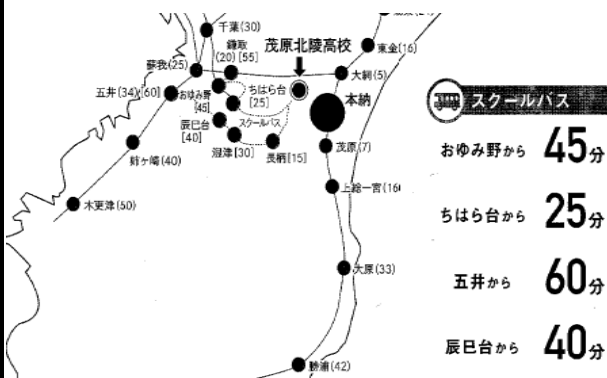 千葉(30)
鎌取
(20)[55]
茂原北陵高校
東金(16)
蘇我(25)
大網(5)
五井(34)[60]
おゆみ野
[45]
ちはら台
[25]
本納
辰巳台
[40]
スクールバス
茂原(7)
姉ヶ崎(40)
潤津[30]
長柄[15]
上総一宮(16)
木更津(50)
大原(33)
勝浦(42)
スクールバス
おゆみ野から 45分
ちはら台から 25分
五井から 60分
辰巳台から 40分